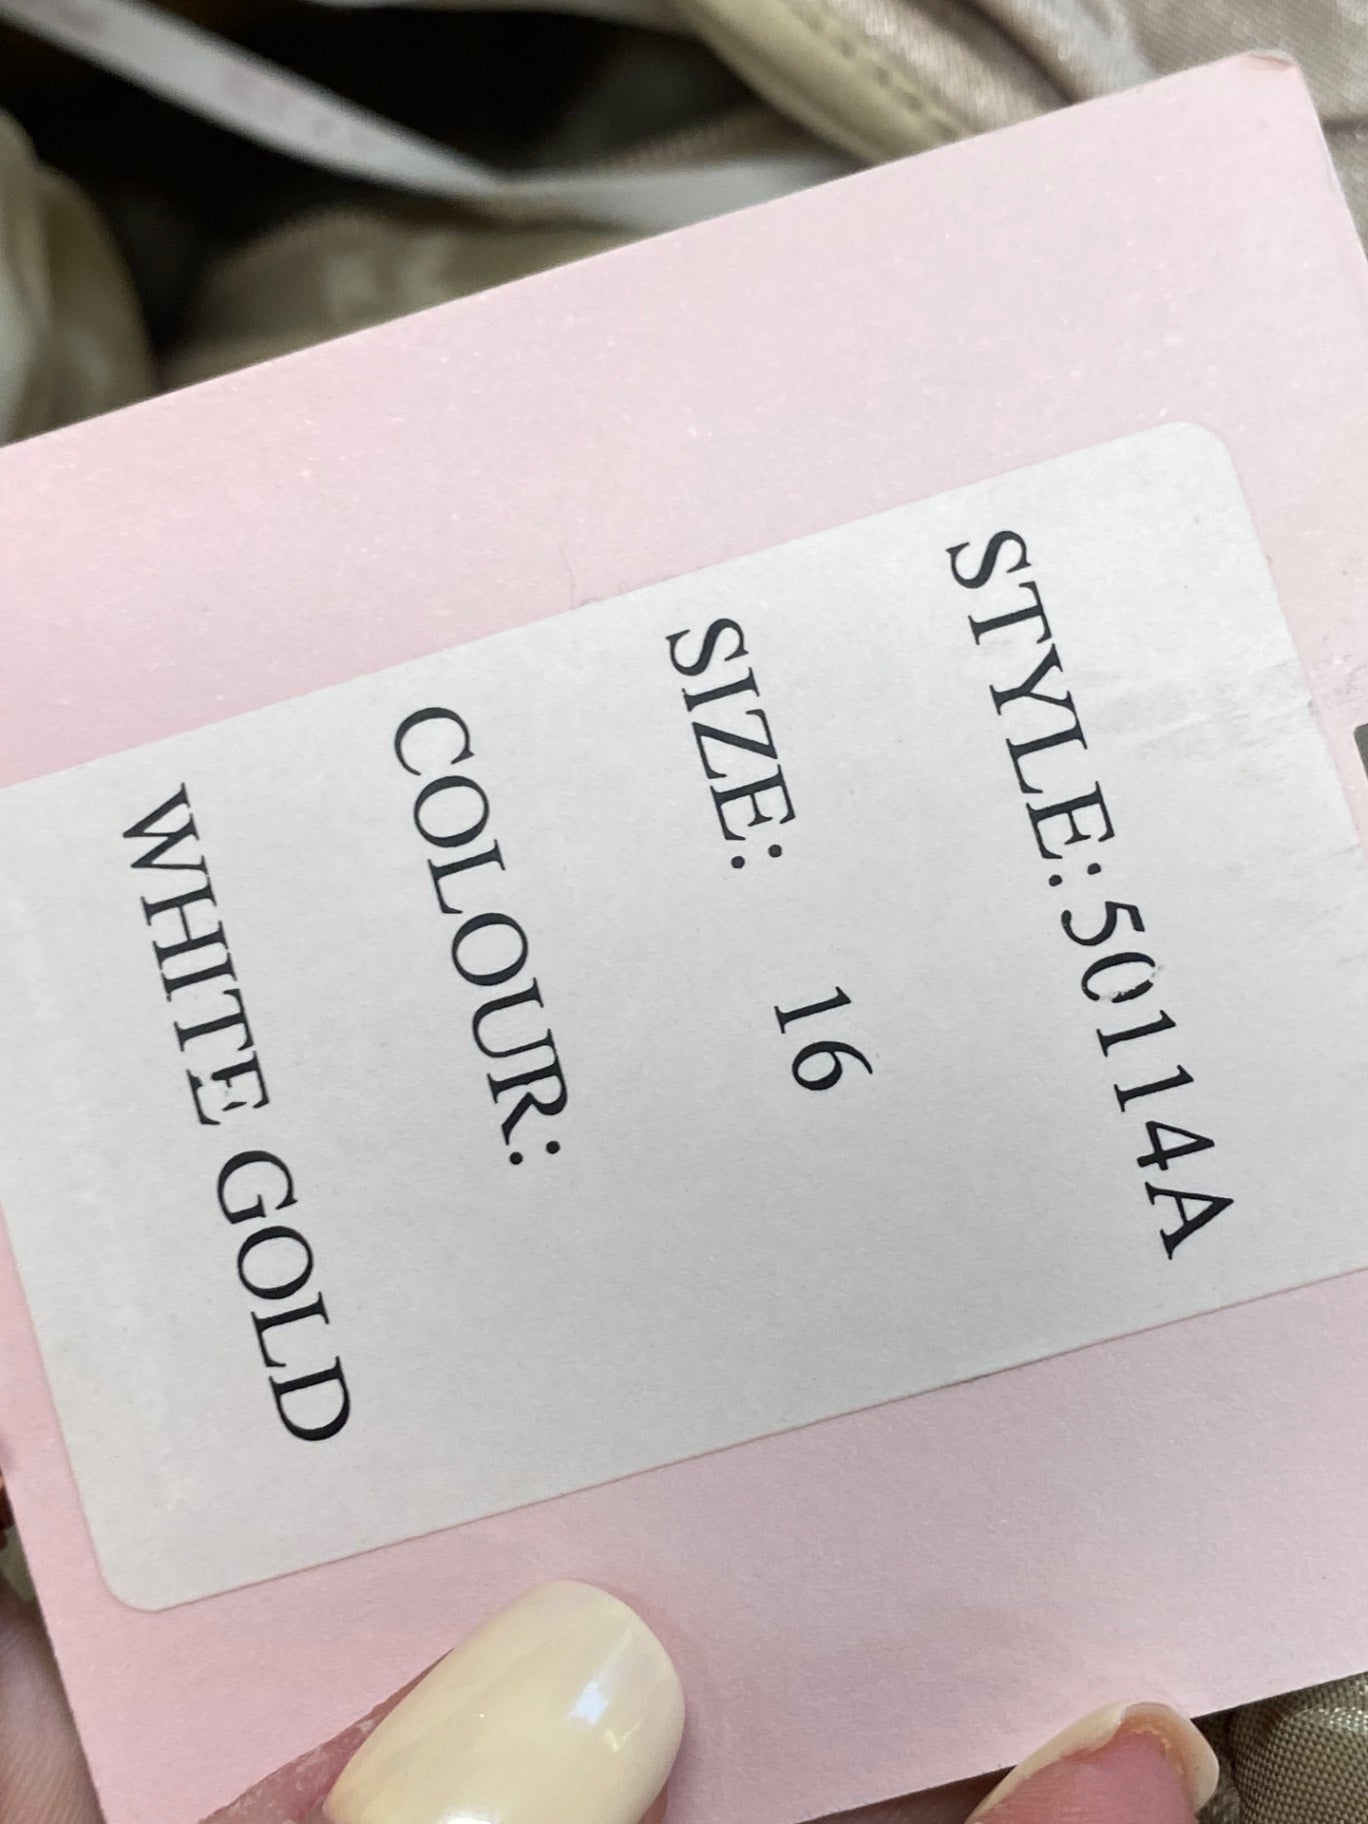 STYLE:50114A
SIZE: 16
COLOUR:
WHITE GOLD